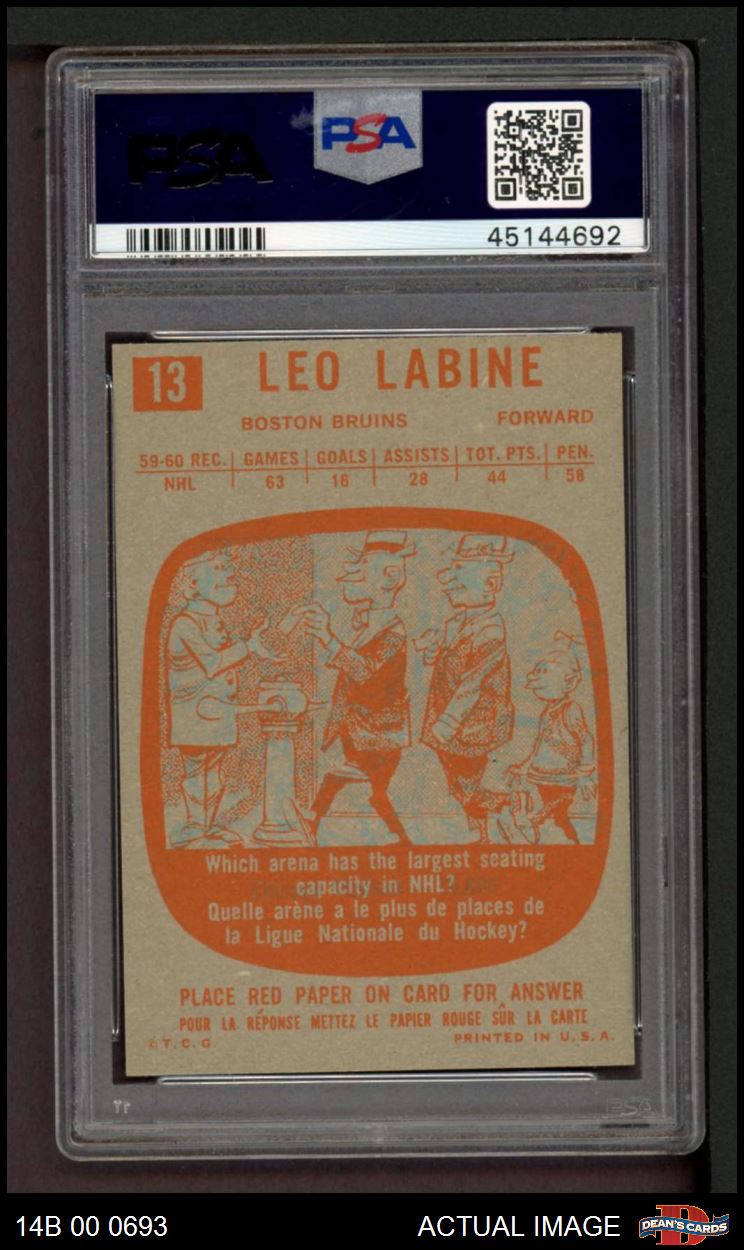 PSA
PSA
45144692
13 LEO LABINE
BOSTON BRUINS FORWARD
59-60 REC. GAMES GOALS ASSISTS TOT. PTS. PEN.
NHL 63 16 28 44 58
Which arena has the largest seating
capacity in NHL?
Quelle arène a le plus de places de
la Ligue Nationale du Hockey?
PLACE RED PAPER ON CARD FOR ANSWER
POUR LA RÉPONSE METTEZ LE PAPIER ROUGE SÛR LA CARTE
© T. C. G. PRINTED IN U. S. A.
PSA
14B 00 0693 ACTUAL IMAGE DEAN'S CARDS